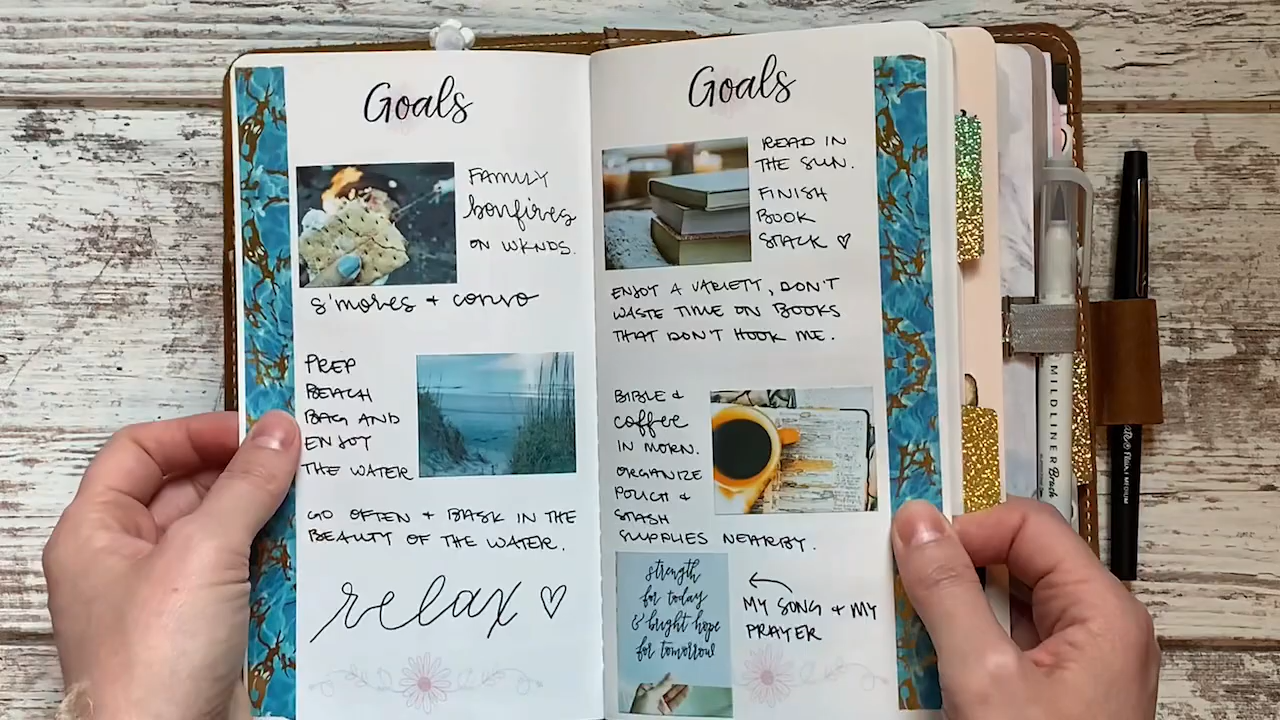 Goals
FAMILY
bonfires
ON WKNDS.
s'mores + convo
PREP
BEACH
BAG AND
ENJOY
THE WATER
GO OFTEN + BASK IN THE
BEAUTY OF THE WATER.
relax ♡
Goals
READ IN
THE SUN.
FINISH
BOOK
STACK ♡
ENJOY A VARIETY, DON'T
WASTE TIME ON BOOKS
THAT DON'T HOOK ME.
BIBLE &
coffee
IN MORN.
ORGANIZE
POUCH &
STASH
SUPPLIES NEARBY.
strength
for today
& bright hope
for tomorrow
MY SONG + MY
PRAYER
MILDLINER Brush
Flair MEDIUM